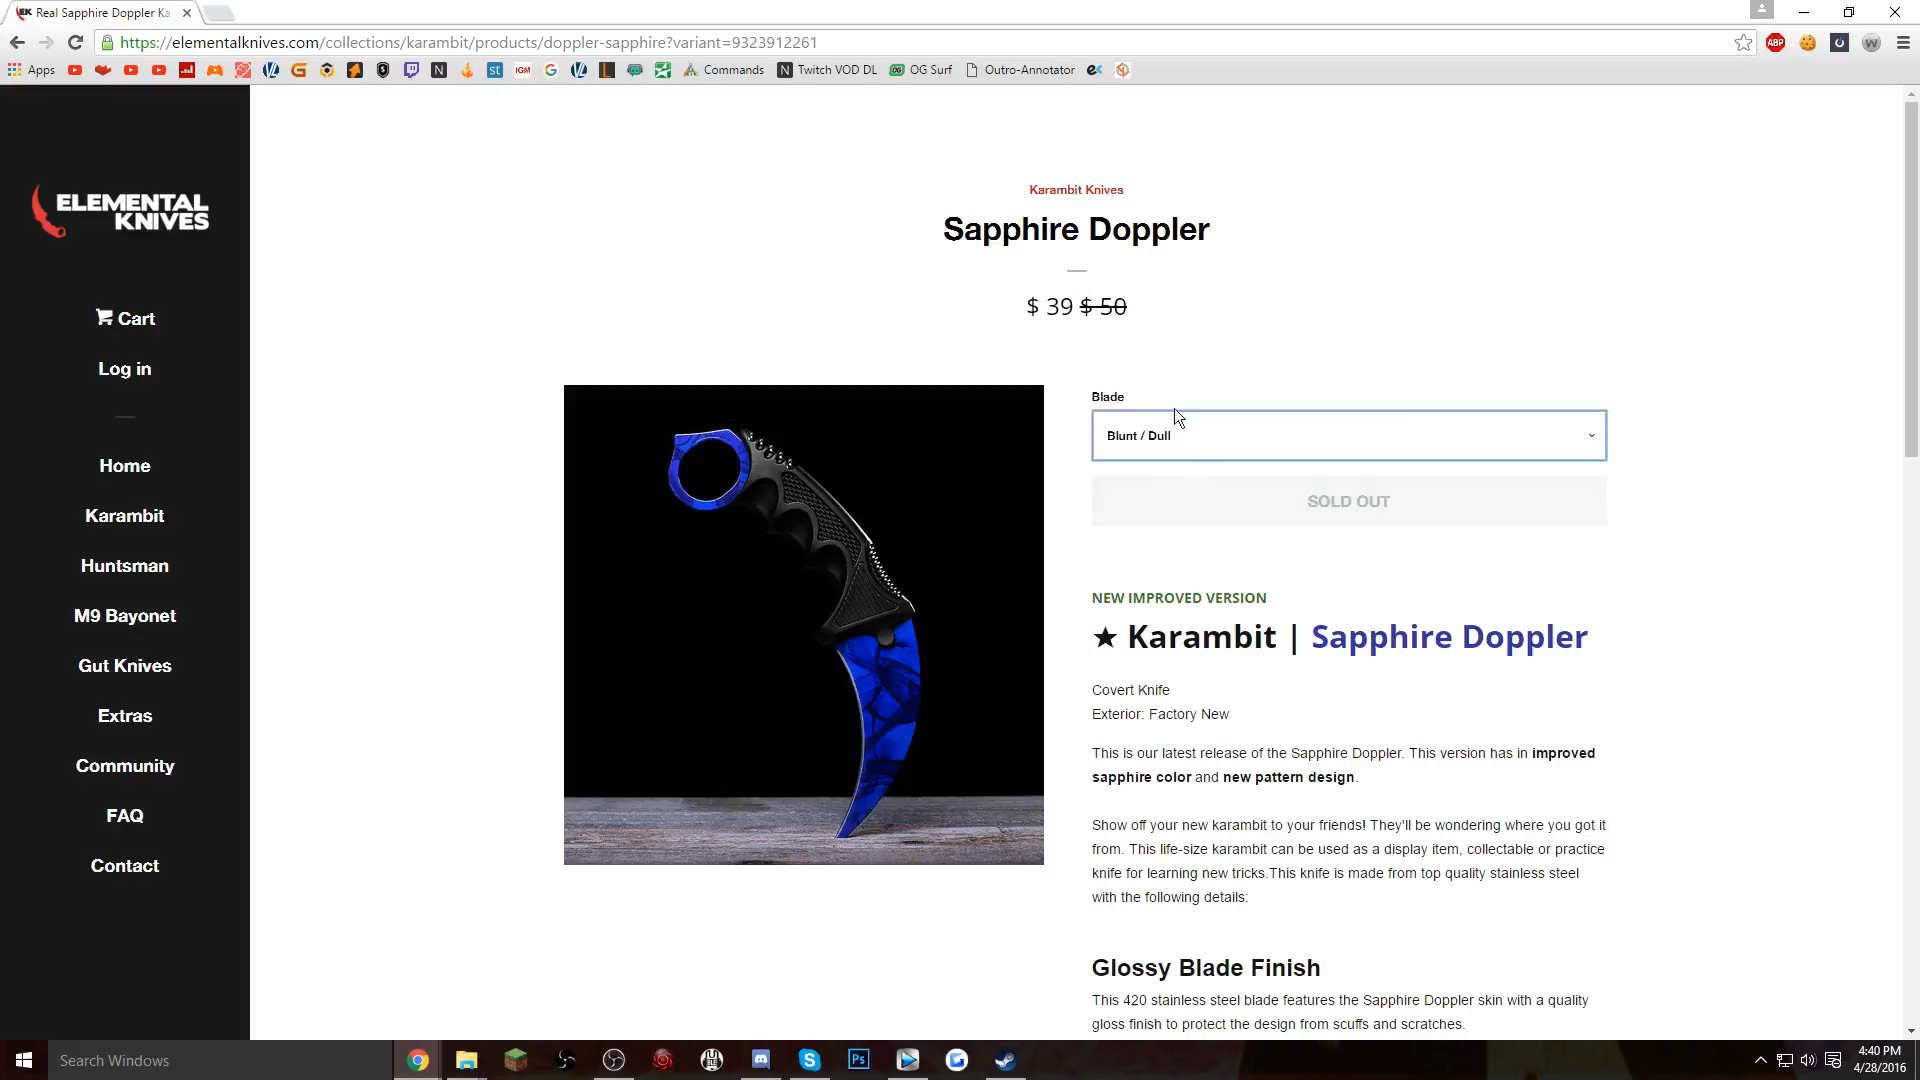 Real Sapphire Doppler Ka
https://elementalknives.com/collections/karambit/products/doppler-sapphire?variant=9323912261
ABP
Apps
Commands
Twitch VOD DL
OG Surf
Outro-Annotator
ELEMENTAL
KNIVES
Cart
Log in
Home
Karambit
Huntsman
M9 Bayonet
Gut Knives
Extras
Community
FAQ
Contact
Karambit Knives
Sapphire Doppler
$ 39 $ 50
Blade
Blunt / Dull
SOLD OUT
NEW IMPROVED VERSION
★ Karambit | Sapphire Doppler
Covert Knife
Exterior: Factory New
This is our latest release of the Sapphire Doppler. This version has in improved
sapphire color and new pattern design.
Show off your new karambit to your friends! They'll be wondering where you got it
from. This life-size karambit can be used as a display item, collectable or practice
knife for learning new tricks.This knife is made from top quality stainless steel
with the following details:
Glossy Blade Finish
This 420 stainless steel blade features the Sapphire Doppler skin with a quality
gloss finish to protect the design from scuffs and scratches.
Search Windows
Ps
4:40 PM
4/28/2016